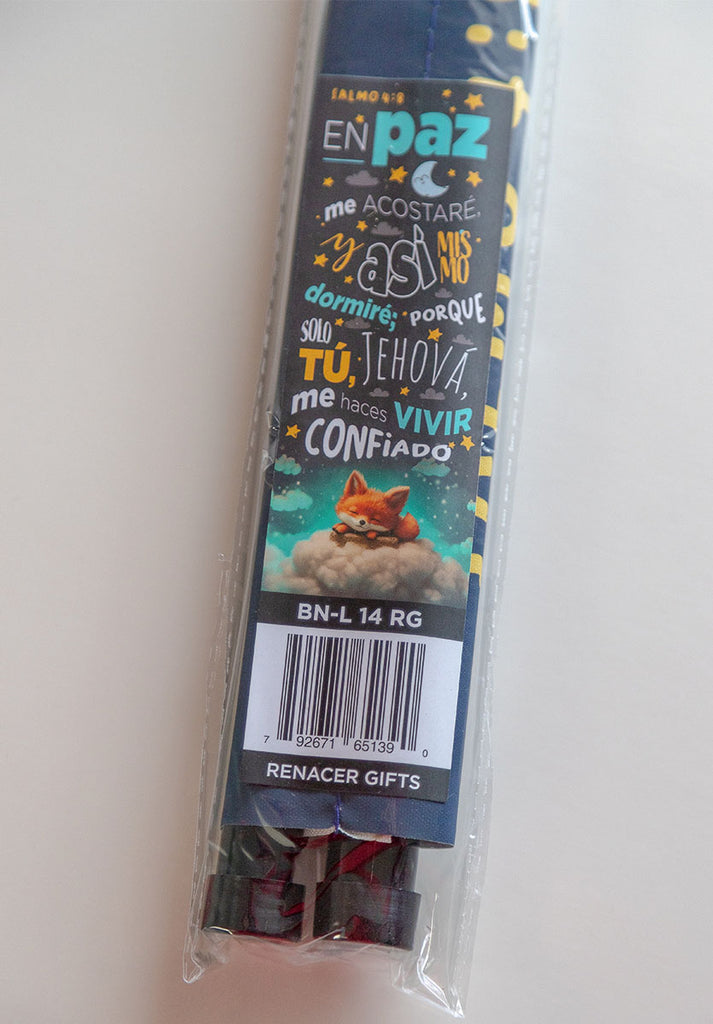 SALMO 4:8
EN paz
me ACOSTARÉ,
y asi MISMO
dormiré; PORQUE
SOLO
TÚ, JEHOVÁ,
me haces VIVIR
CONFiADO
BN-L 14 RG
7 92671 65139 0
RENACER GIFTS